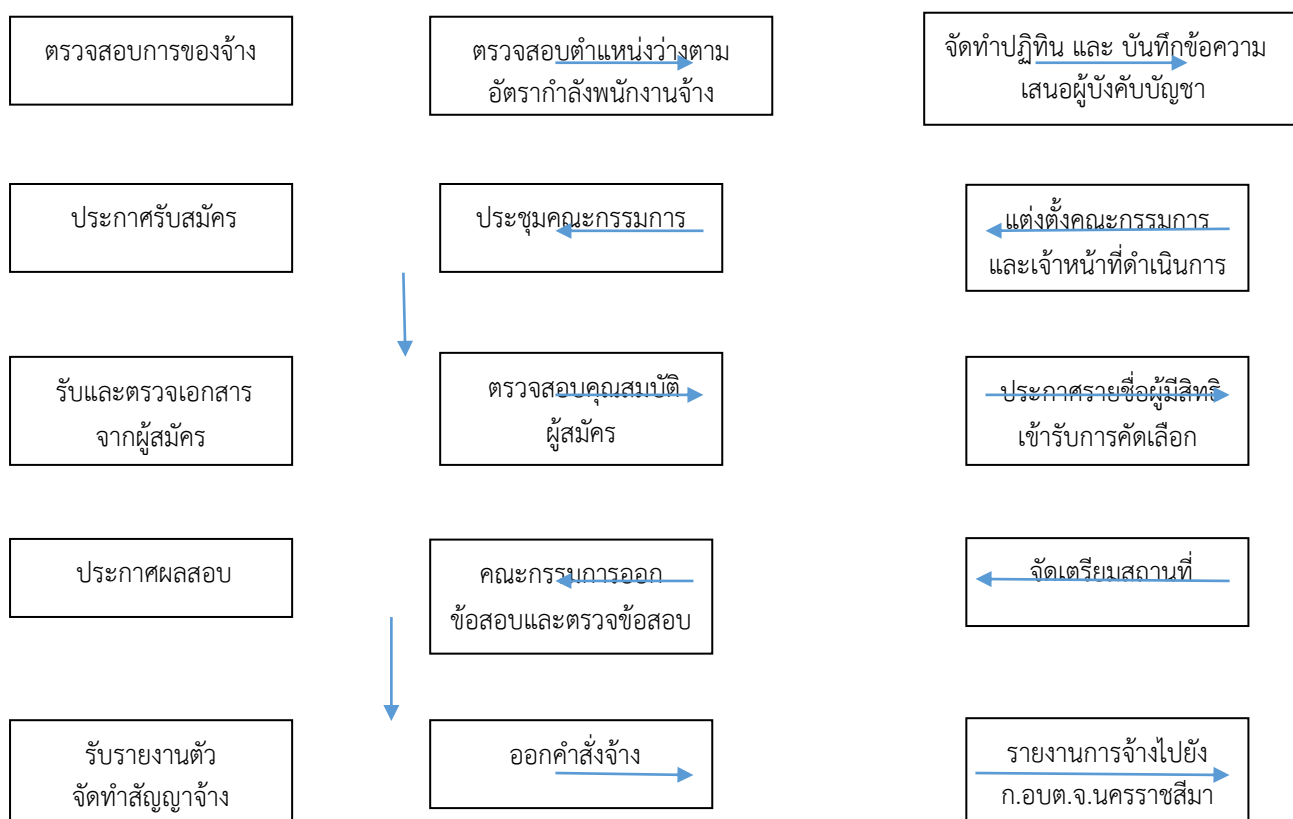 ตรวจสอบการของจ้าง
ตรวจสอบตำแหน่งว่างตาม
อัตรากำลังพนักงานจ้าง
จัดทำปฏิทิน และ บันทึกข้อความ
เสนอผู้บังคับบัญชา
ประกาศรับสมัคร
ประชุมคณะกรรมการ
แต่งตั้งคณะกรรมการ
และเจ้าหน้าที่ดำเนินการ
รับและตรวจเอกสาร
จากผู้สมัคร
ตรวจสอบคุณสมบัติ
ผู้สมัคร
ประกาศรายชื่อผู้มีสิทธิ
เข้ารับการคัดเลือก
ประกาศผลสอบ
คณะกรรมการออก
ข้อสอบและตรวจข้อสอบ
จัดเตรียมสถานที่
รับรายงานตัว
จัดทำสัญญาจ้าง
ออกคำสั่งจ้าง
รายงานการจ้างไปยัง
ก.อบต.จ.นครราชสีมา